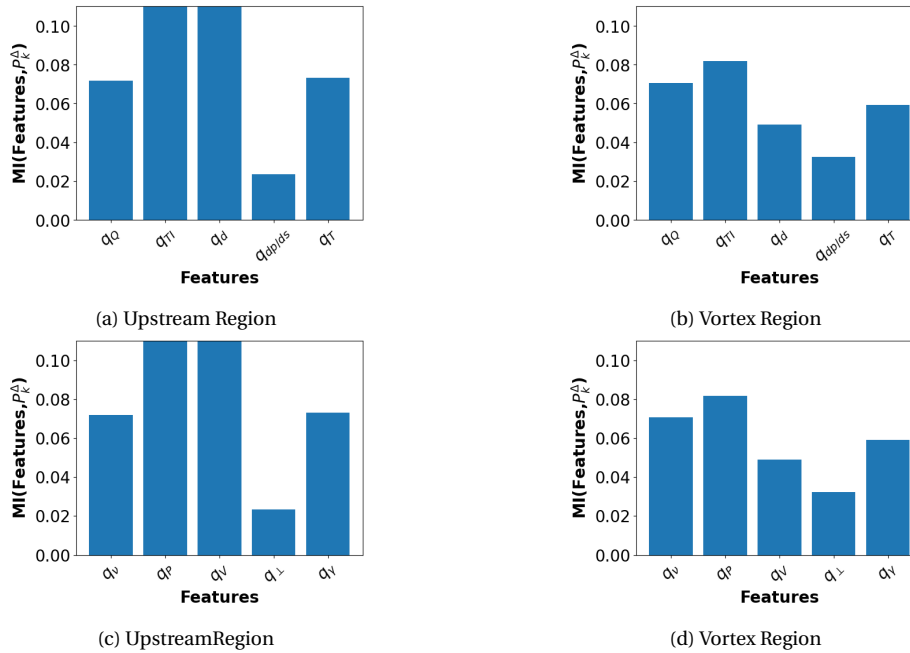 MI(Features,P_k^Δ)
0.10
0.08
0.06
0.04
0.02
0.00
q_Q
q_TI
q_d
q_dp/ds
q_T
Features
(a) Upstream Region
MI(Features,P_k^Δ)
0.10
0.08
0.06
0.04
0.02
0.00
q_Q
q_TI
q_d
q_dp/ds
q_T
Features
(b) Vortex Region
MI(Features,P_k^Δ)
0.10
0.08
0.06
0.04
0.02
0.00
q_ν
q_P
q_V
q_⊥
q_γ
Features
(c) UpstreamRegion
MI(Features,P_k^Δ)
0.10
0.08
0.06
0.04
0.02
0.00
q_ν
q_P
q_V
q_⊥
q_γ
Features
(d) Vortex Region